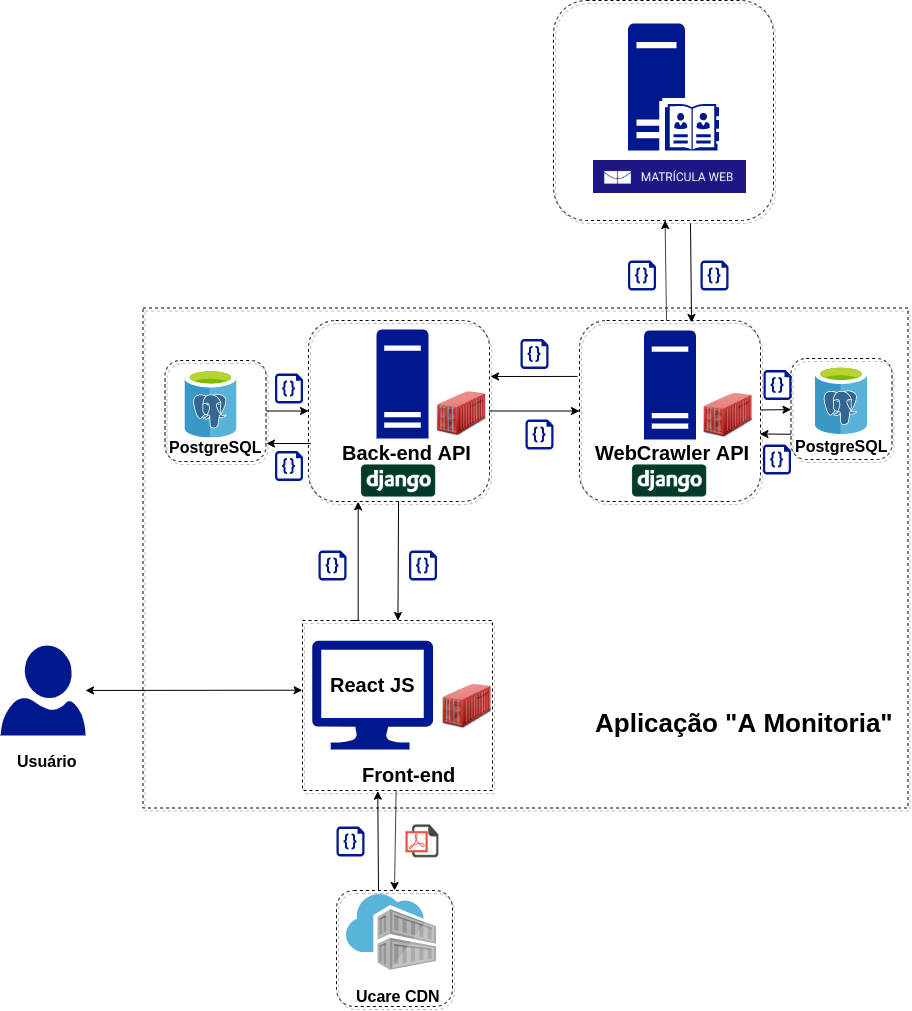 MATRÍCULA WEB
{}
{}
{}
{}
{}
{}
{}
{}
PostgreSQL
Back-end API
django
WebCrawler API
django
PostgreSQL
{}
{}
React JS
Front-end
Aplicação "A Monitoria"
Usuário
{}
Ucare CDN